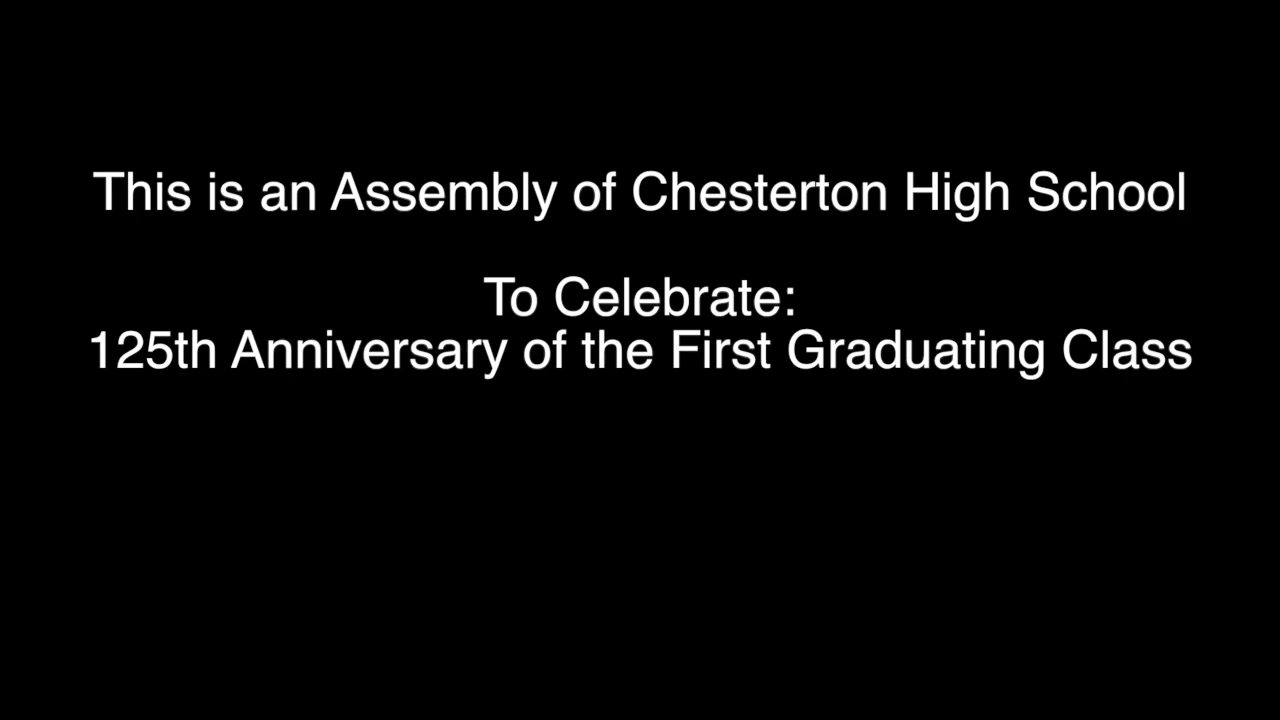 This is an Assembly of Chesterton High School
To Celebrate:
125th Anniversary of the First Graduating Class